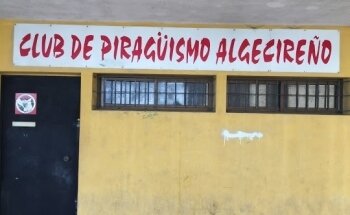 CLUB DE PIRAGÜISMO ALGECIREÑO